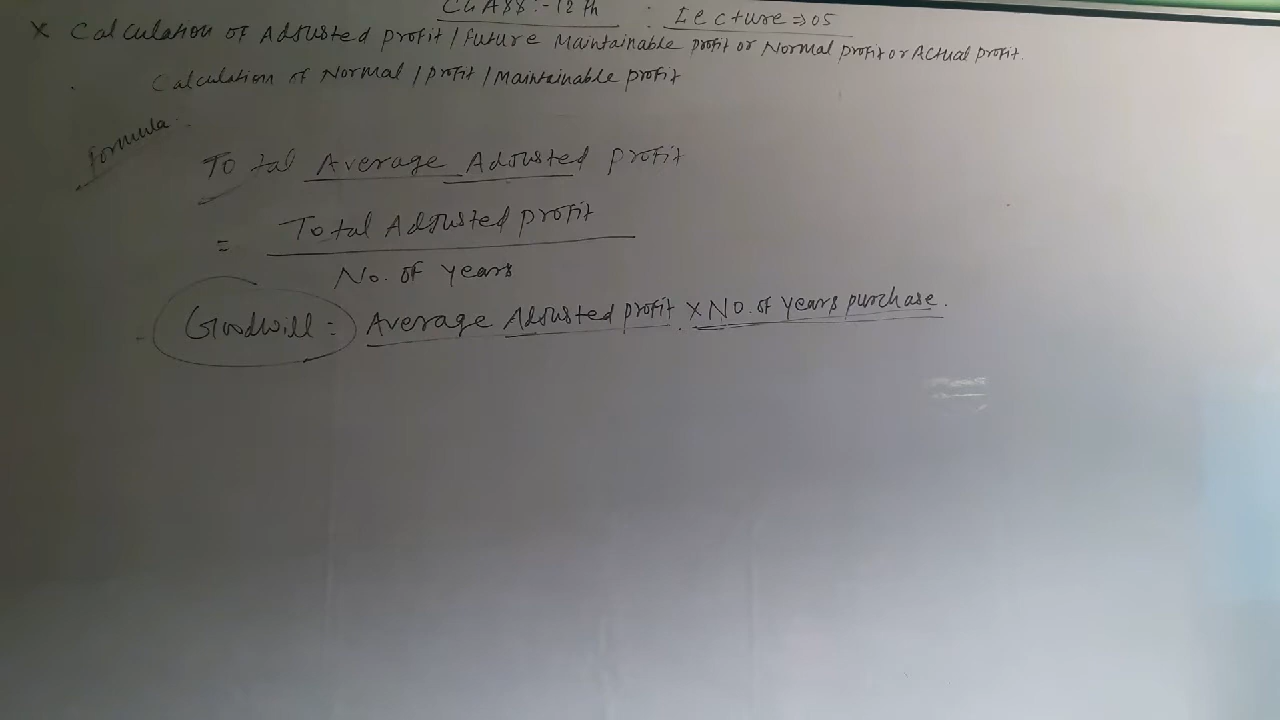 CLASS:-12th : Lecture⇒05
× Calculation of Adjusted profit / Future Maintainable profit or Normal profit or Actual profit.
Calculation of Normal / profit / Maintainable profit
Formula:
Total Average Adjusted profit
= Total Adjusted profit
No. of years
Goodwill = Average Adjusted profit × No. of years purchase.